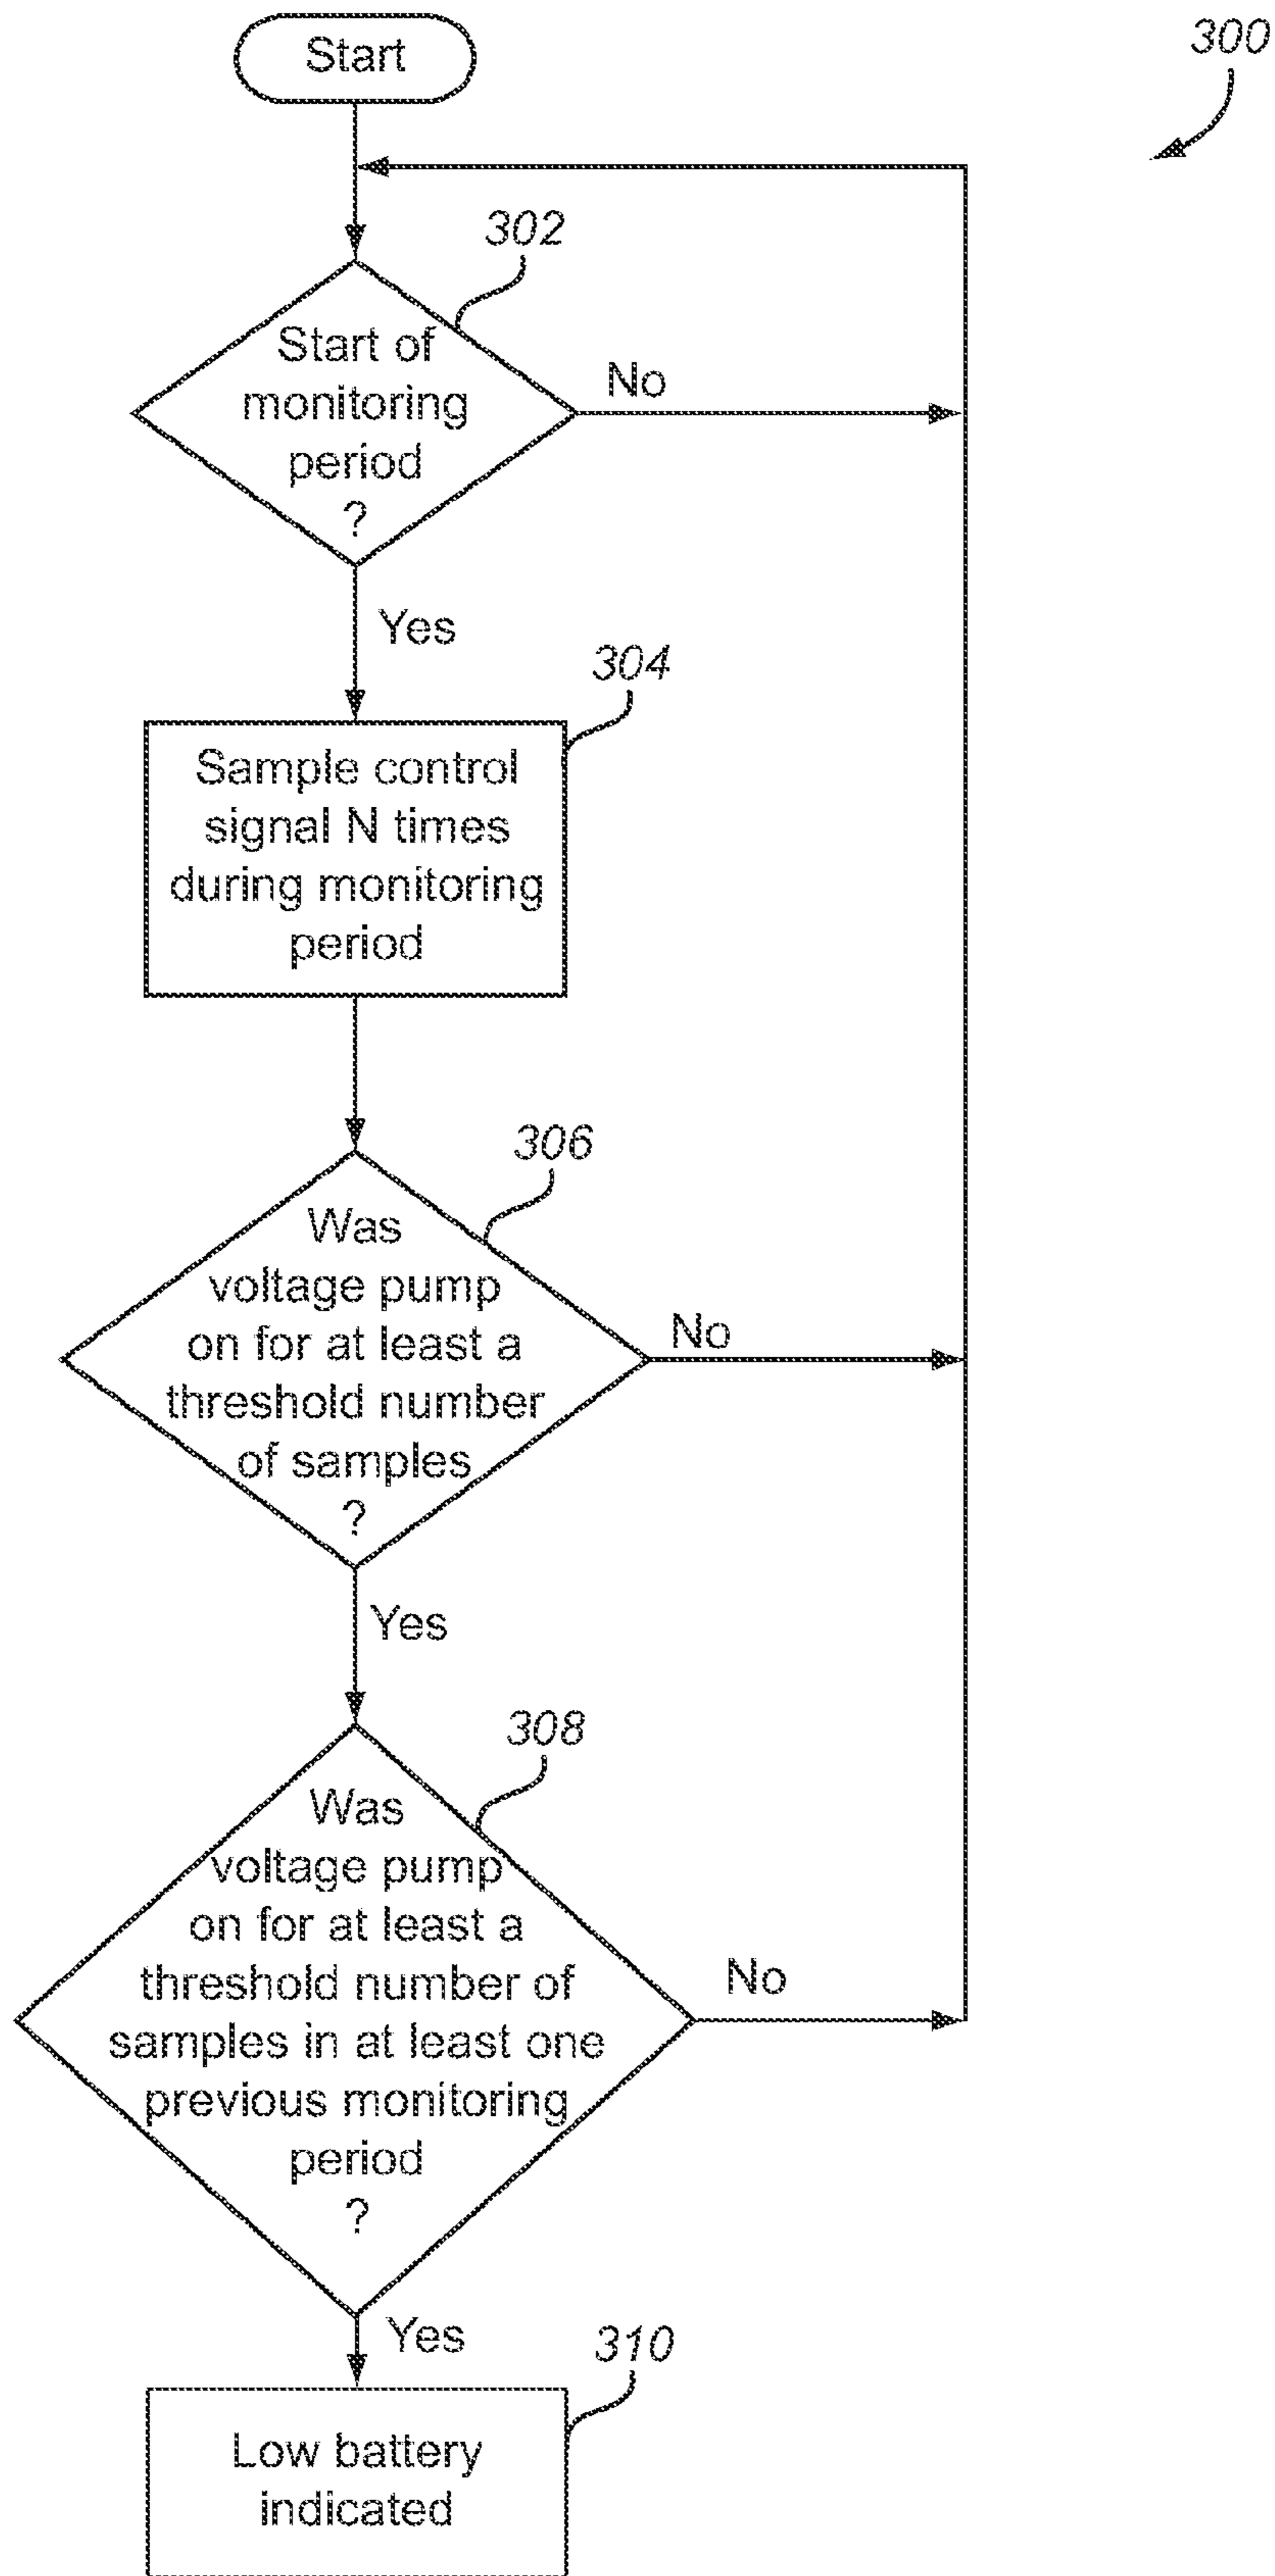 Start
300
302
Start of
monitoring
period
?
No
Yes
304
Sample control
signal N times
during monitoring
period
306
Was
voltage pump
on for at least a
threshold number
of samples
?
No
Yes
308
Was
voltage pump
on for at least a
threshold number of
samples in at least one
previous monitoring
period
?
No
Yes
310
Low battery
indicated